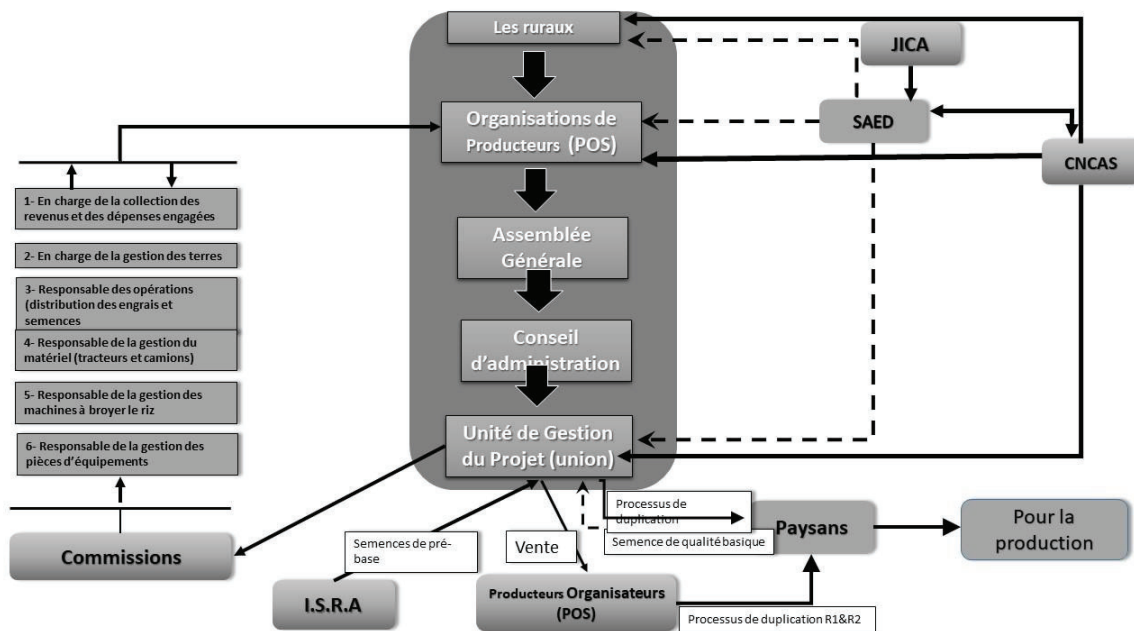 Les ruraux
JICA
Organisations de
Producteurs (POS)
SAED
CNCAS
1- En charge de la collection des
revenus et des dépenses engagées
2- En charge de la gestion des terres
3- Responsable des opérations
(distribution des engrais et
semences
4- Responsable de la gestion du
matériel (tracteurs et camions)
5- Responsable de la gestion des
machines à broyer le riz
6- Responsable de la gestion des
pièces d'équipements
Commissions
Assemblée
Générale
Conseil
d'administration
Unité de Gestion
du Projet (union)
Processus de
duplication
Semence de qualité basique
Paysans
Pour la
production
Semences de pré-
base
Vente
I.S.R.A
Producteurs Organisateurs
(POS)
Processus de duplication R1&R2